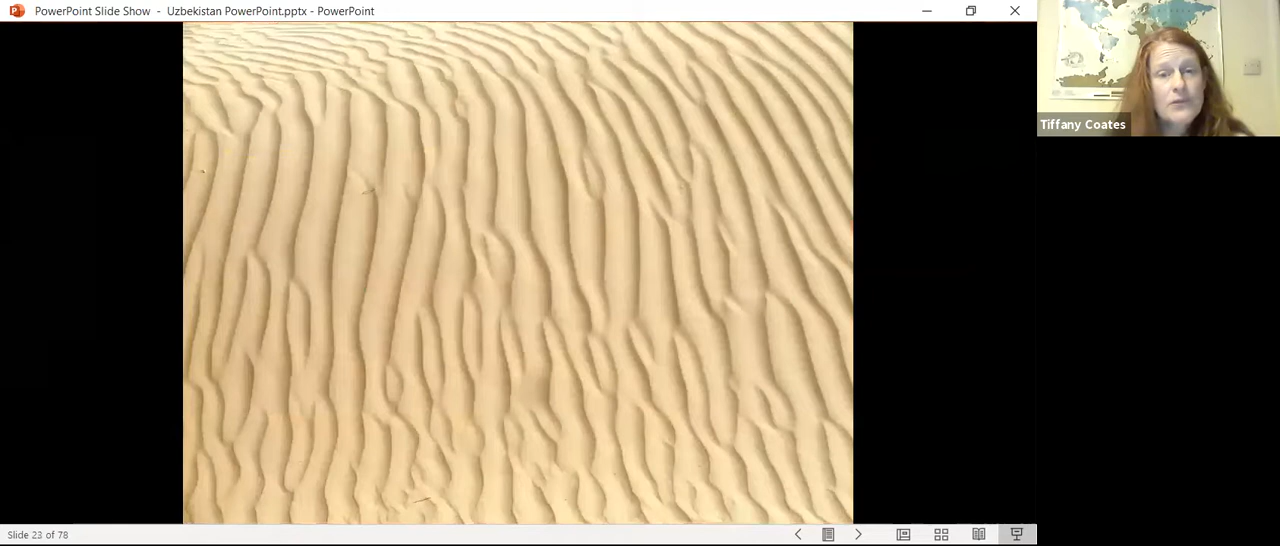 PowerPoint Slide Show - Uzbekistan PowerPoint.pptx - PowerPoint
Tiffany Coates
Slide 23 of 78